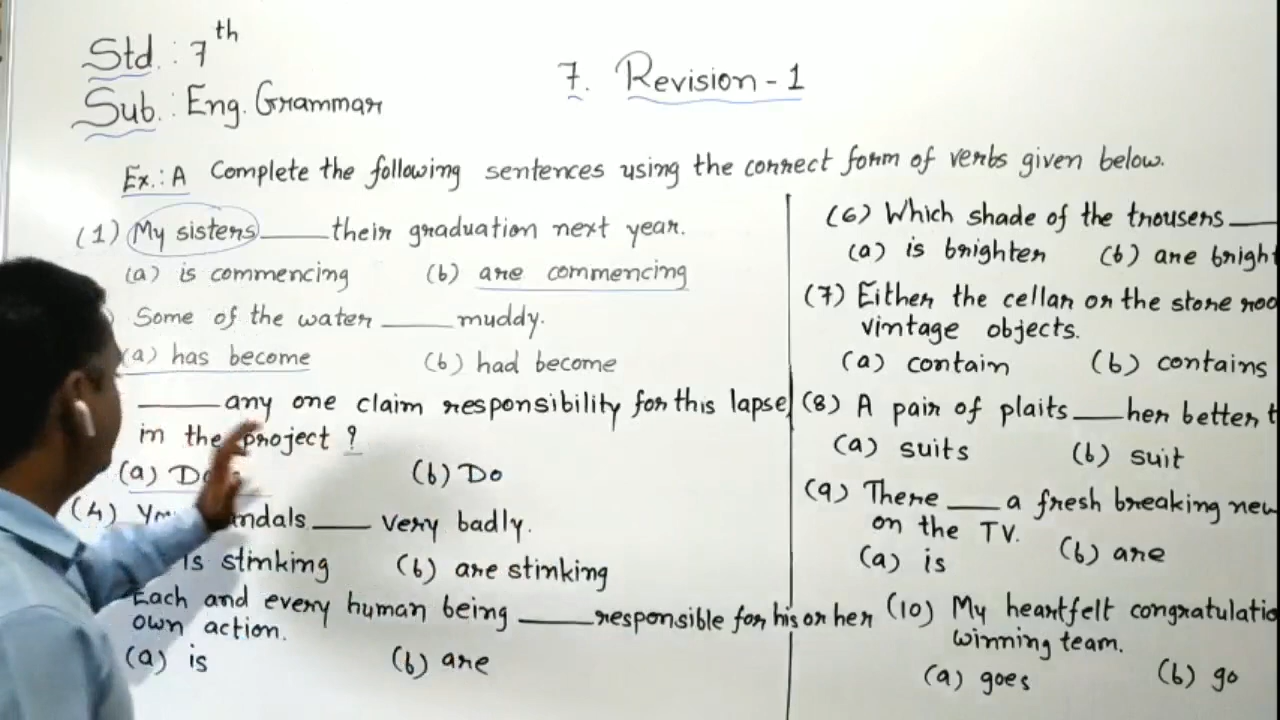 Std. : 7th
Sub. : Eng. Grammar
7. Revision - 1
Ex.: A Complete the following sentences using the correct form of verbs given below.
(1) My sisters ____ their graduation next year.
(a) is commencing (b) are commencing
) Some of the water ____ muddy.
(a) has become (b) had become
____ any one claim responsibility for this lapse
in the project ?
(a) (b) Do
(4) ____ very badly.
is stinking (b) are stinking
Each and every human being ____ responsible for his or her
own action.
(a) is (b) are
(6) Which shade of the trousers ____
(a) is brighter (b) are bright
(7) Either the cellar or the store roo
vintage objects.
(a) contain (b) contains
(8) A pair of plaits ____ her better t
(a) suits (b) suit
(9) There ____ a fresh breaking new
on the TV.
(a) is (b) are
(10) My heartfelt congratulatio
winning team.
(a) goes (b) go